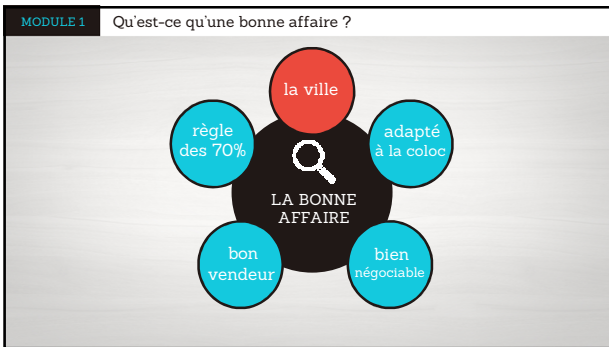 MODULE 1
Qu'est-ce qu'une bonne affaire ?
la ville
règle
des 70%
adapté
à la coloc
LA BONNE
AFFAIRE
bon
vendeur
bien
négociable